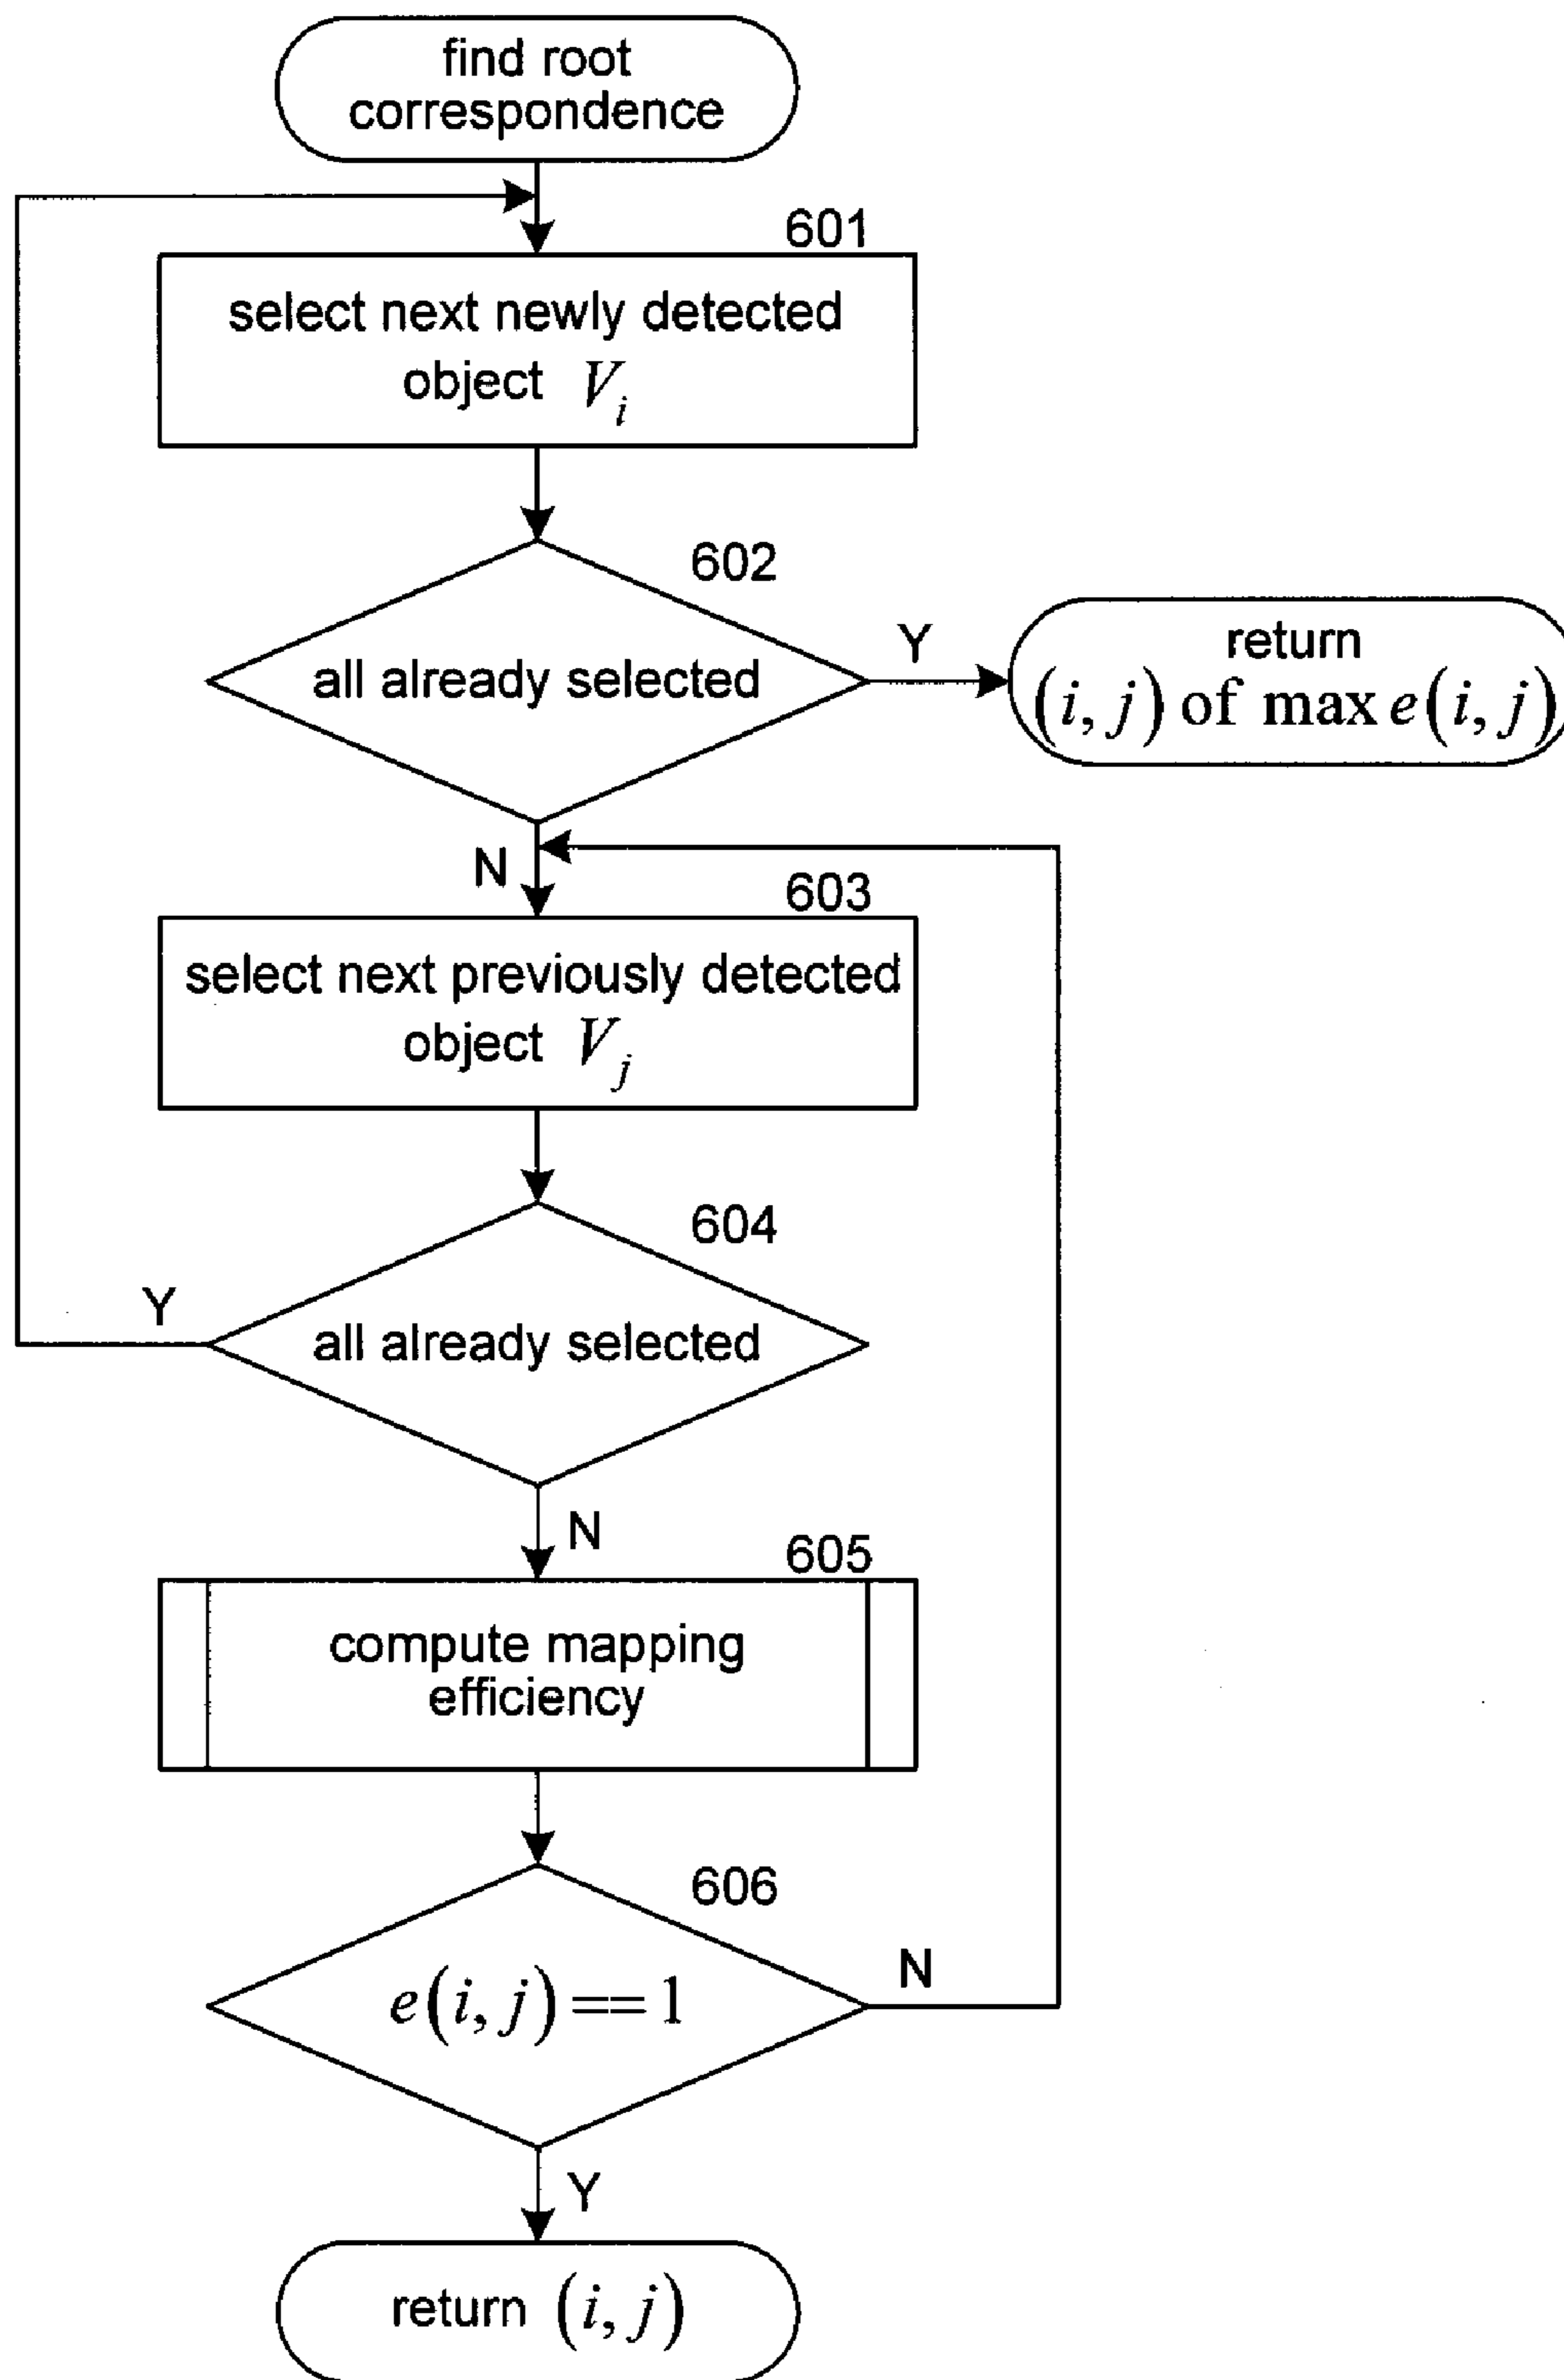 find root
correspondence
601
select next newly detected
object V_i
602
all already selected
Y
return
(i, j) of max e(i, j)
N
603
select next previously detected
object V_j
604
Y
all already selected
N
605
compute mapping
efficiency
606
e(i, j)==1
N
Y
return (i, j)